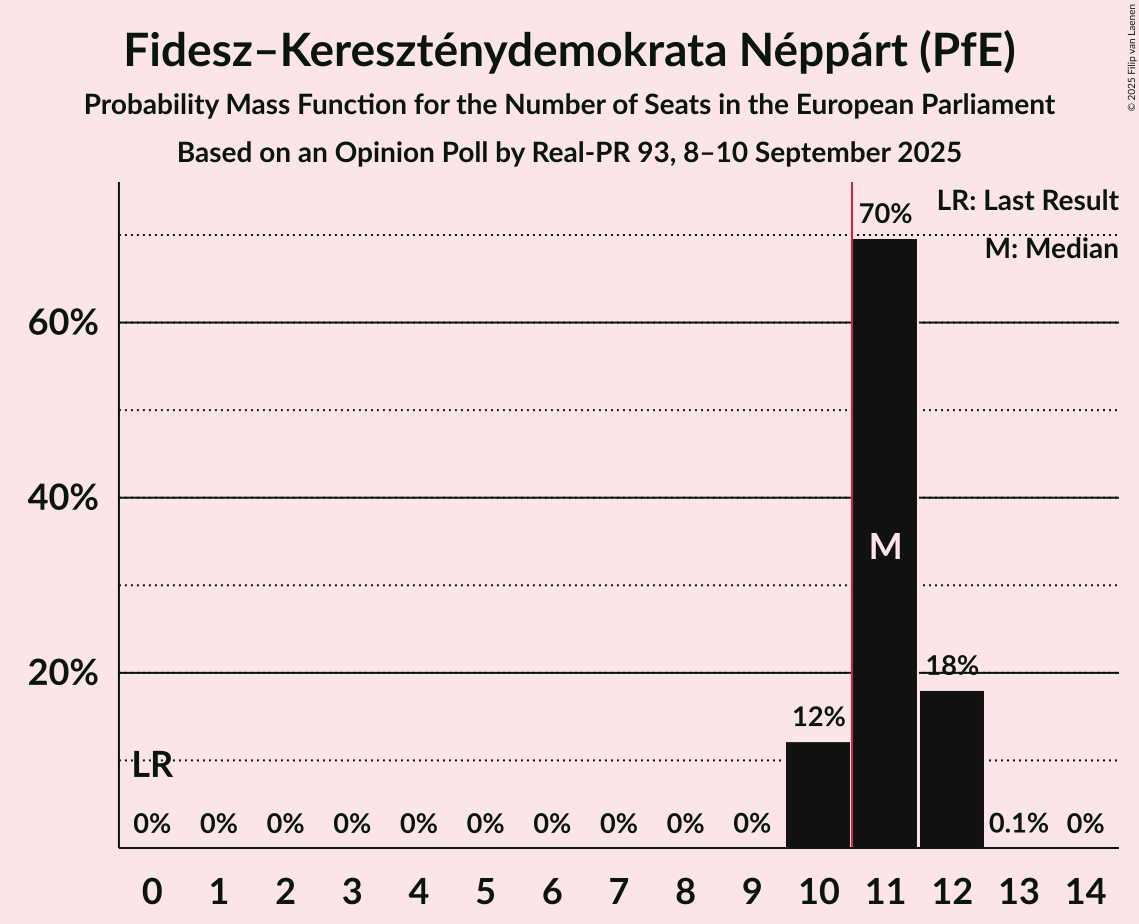 Fidesz–Kereszténydemokrata Néppárt (PfE)
Probability Mass Function for the Number of Seats in the European Parliament
Based on an Opinion Poll by Real-PR 93, 8–10 September 2025
© 2025 Filip van Laenen
LR: Last Result
M: Median
70%
60%
40%
M
20%
18%
12%
LR
0% 0% 0% 0% 0% 0% 0% 0% 0% 0% 0.1% 0%
0 1 2 3 4 5 6 7 8 9 10 11 12 13 14